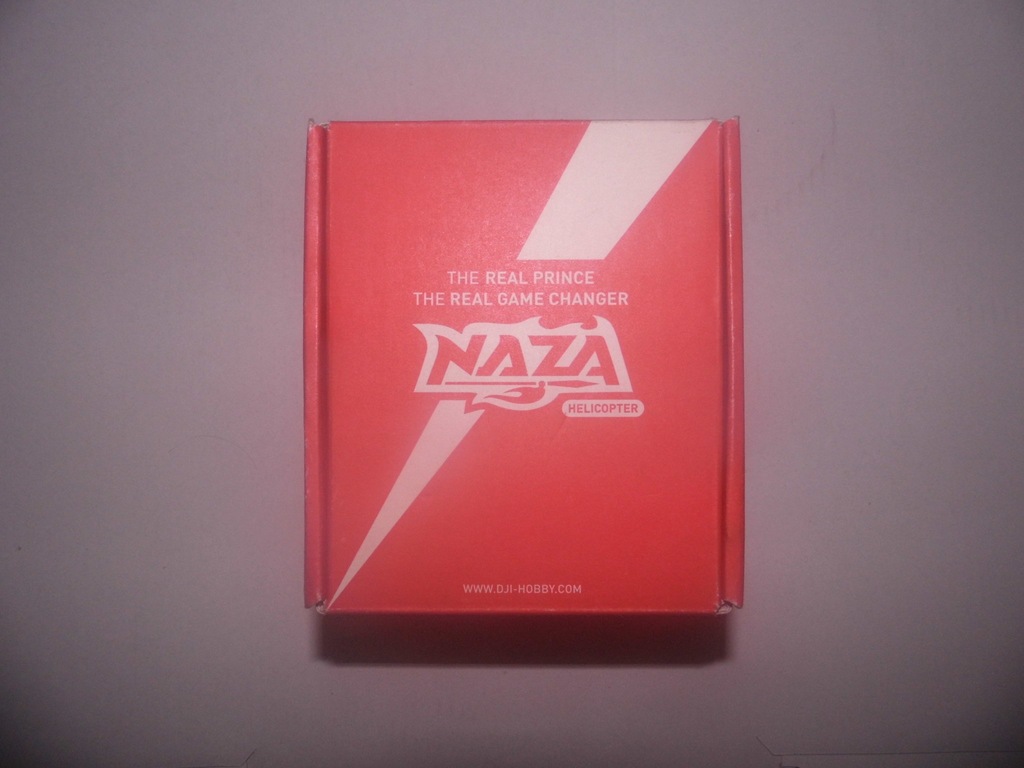 THE REAL PRINCE
THE REAL GAME CHANGER
NAZA
HELICOPTER
WWW.DJI-HOBBY.COM